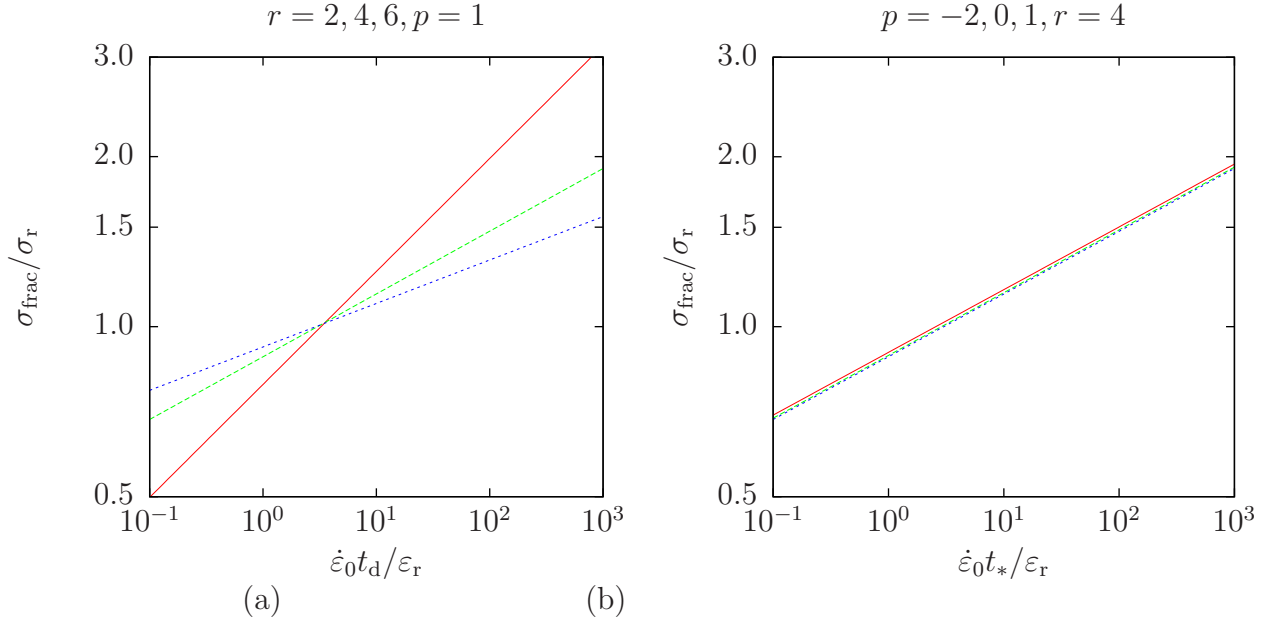 r = 2, 4, 6, p = 1
3.0
2.0
1.5
1.0
0.5
σ_frac/σ_r
10^−1 10^0 10^1 10^2 10^3
ε̇_0 t_d/ε_r
(a)
p = −2, 0, 1, r = 4
3.0
2.0
1.5
1.0
0.5
σ_frac/σ_r
10^−1 10^0 10^1 10^2 10^3
ε̇_0 t_*/ε_r
(b)